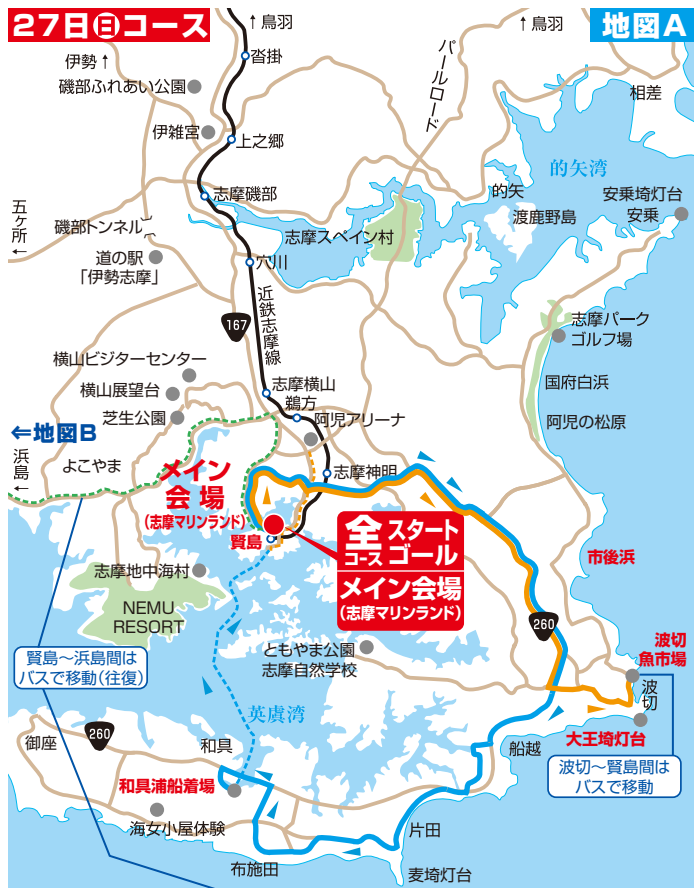 27日㊐コース
地図A
↑鳥羽
↑鳥羽
伊勢↑
沓掛
磯部ふれあい公園
パールロード
相差
伊雑宮
上之郷
的矢湾
志摩磯部
的矢
安乗埼灯台
安乗
渡鹿野島
五ヶ所
←
磯部トンネル
志摩スペイン村
道の駅
「伊勢志摩」
穴川
近鉄志摩線
167
志摩パーク
ゴルフ場
横山ビジターセンター
横山展望台
志摩横山
国府白浜
鵜方
芝生公園
阿児アリーナ
阿児の松原
⇐地図B
浜島
←
よこやま
メイン
会場
(志摩マリンランド)
志摩神明
賢島
全
コース
スタート
ゴール
メイン会場
(志摩マリンランド)
市後浜
志摩地中海村
NEMU
RESORT
260
ともやま公園
志摩自然学校
波切
魚市場
波切
賢島〜浜島間は
バスで移動(往復)
英虞湾
大王埼灯台
260
御座
和具
船越
波切〜賢島間は
バスで移動
和具浦船着場
海女小屋体験
片田
布施田
麦埼灯台